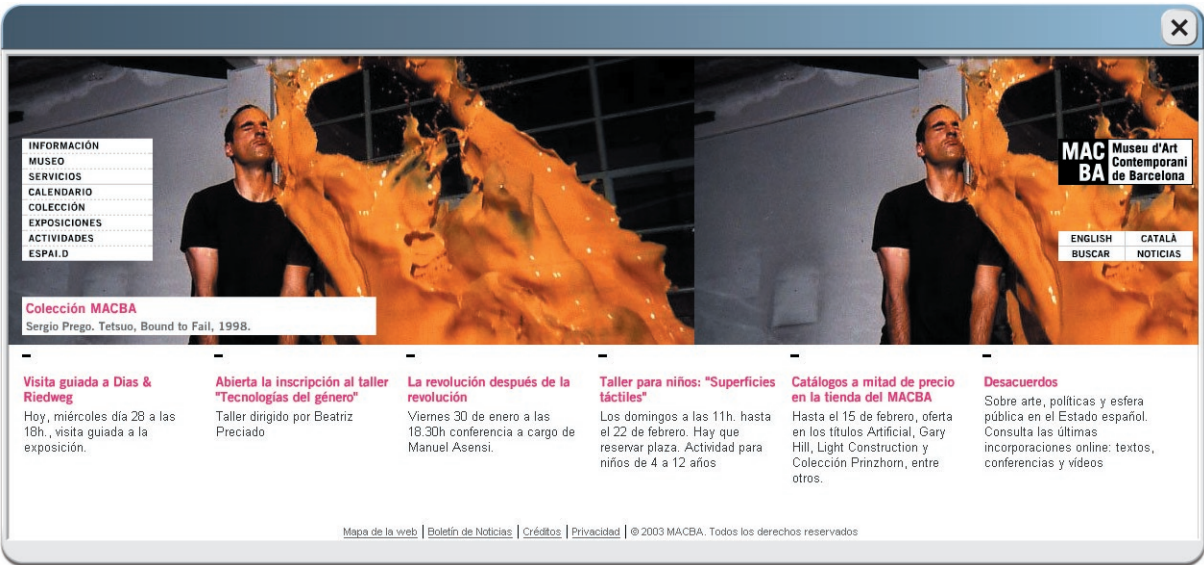 INFORMACIÓN
MUSEO
SERVICIOS
CALENDARIO
COLECCIÓN
EXPOSICIONES
ACTIVIDADES
ESPAI.D
MAC
BA
Museu d'Art
Contemporani
de Barcelona
ENGLISH CATALÀ
BUSCAR NOTICIAS
Colección MACBA
Sergio Prego. Tetsuo, Bound to Fail, 1998.
Visita guiada a Dias &
Riedweg
Hoy, miércoles día 28 a las
18h., visita guiada a la
exposición.
Abierta la inscripción al taller
"Tecnologías del género"
Taller dirigido por Beatriz
Preciado
La revolución después de la
revolución
Viernes 30 de enero a las
18.30h conferencia a cargo de
Manuel Asensi.
Taller para niños: "Superficies
táctiles"
Los domingos a las 11h. hasta
el 22 de febrero. Hay que
reservar plaza. Actividad para
niños de 4 a 12 años
Catálogos a mitad de precio
en la tienda del MACBA
Hasta el 15 de febrero, oferta
en los títulos Artificial, Gary
Hill, Light Construction y
Colección Prinzhorn, entre
otros.
Desacuerdos
Sobre arte, políticas y esfera
pública en el Estado español.
Consulta las últimas
incorporaciones online: textos,
conferencias y vídeos
Mapa de la web | Boletín de Noticias | Créditos | Privacidad | © 2003 MACBA. Todos los derechos reservados